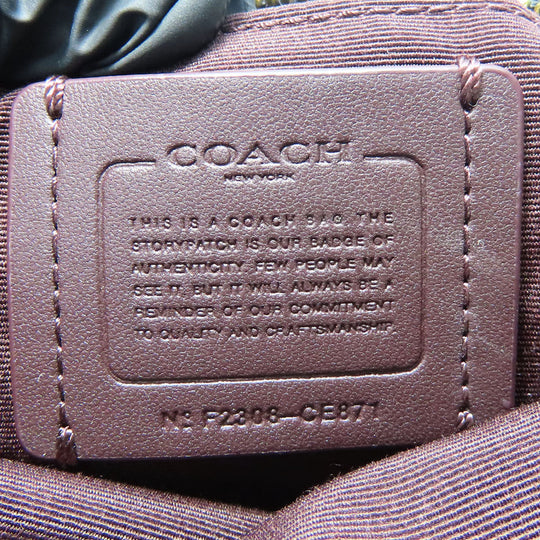 COACH
NEW YORK
THIS IS A COACH BAG. THE
STORYPATCH IS OUR BADGE OF
AUTHENTICITY. FEW PEOPLE MAY
SEE IT, BUT IT WILL ALWAYS BE A
REMINDER OF OUR COMMITMENT
TO QUALITY AND CRAFTSMANSHIP.
Nº F2308-CE871